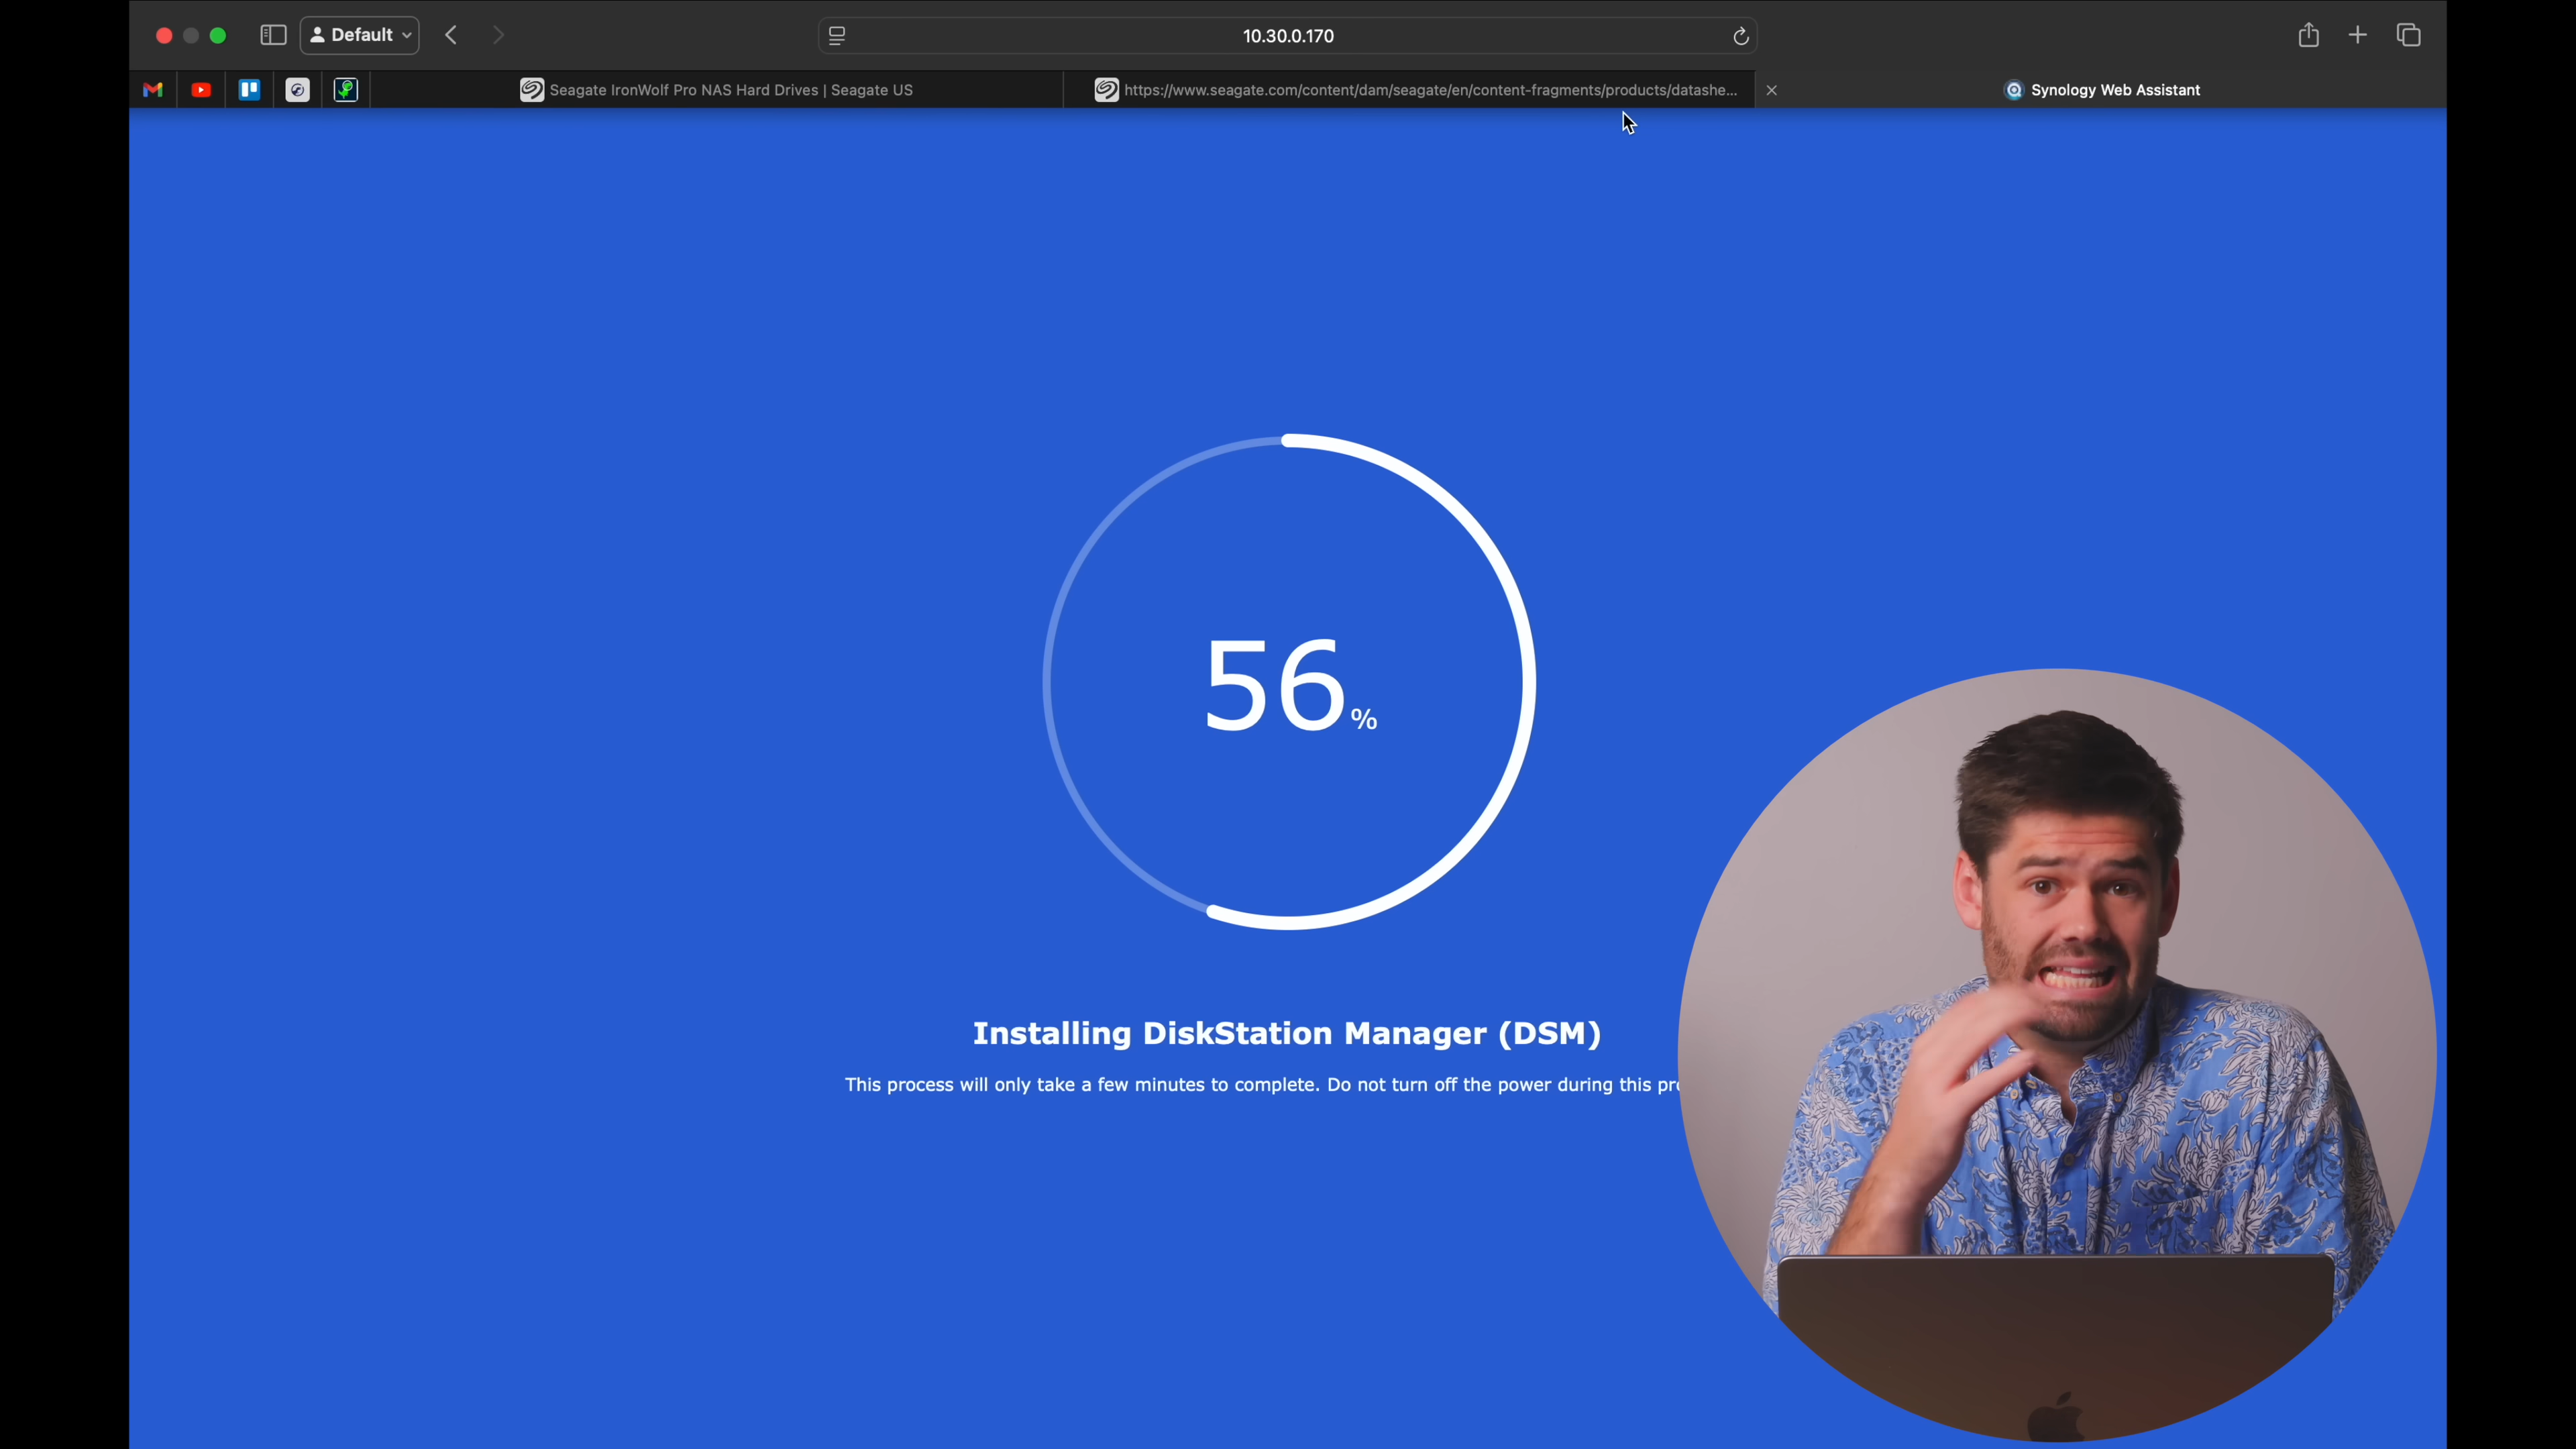 Default
10.30.0.170
Seagate IronWolf Pro NAS Hard Drives | Seagate US
https://www.seagate.com/content/dam/seagate/en/content-fragments/products/datashe...
Synology Web Assistant
56%
Installing DiskStation Manager (DSM)
This process will only take a few minutes to complete. Do not turn off the power during this